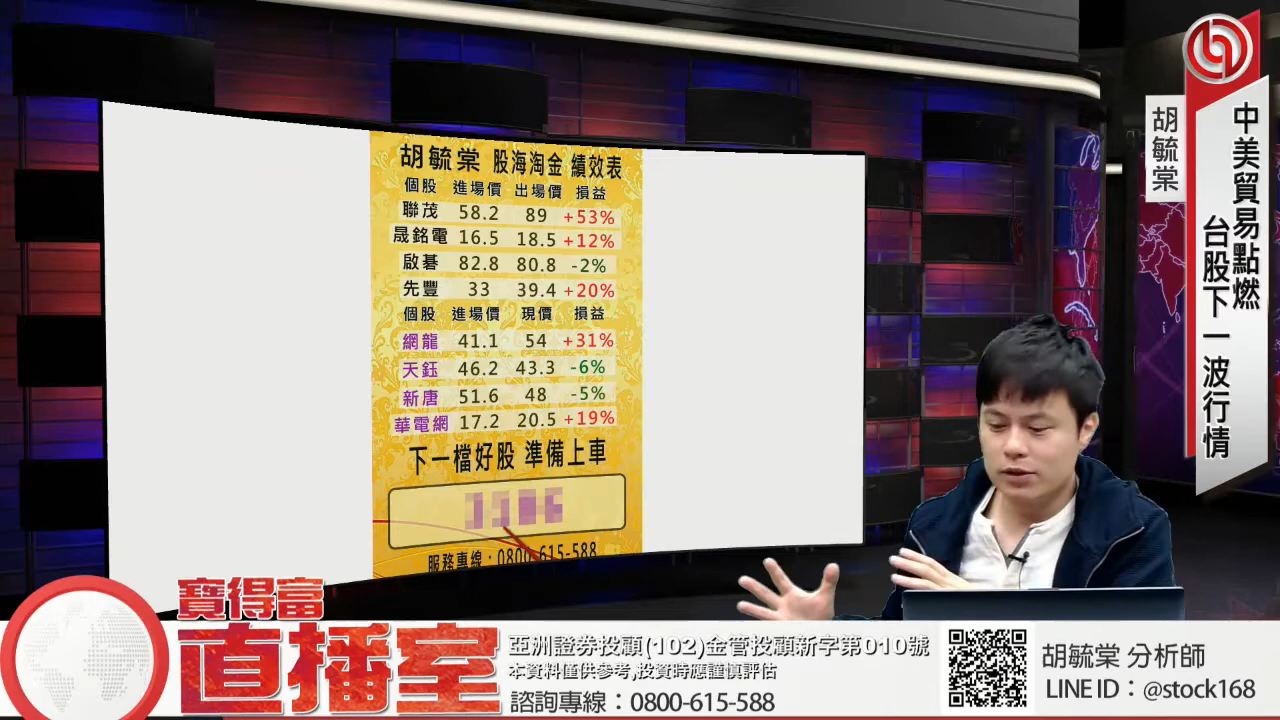 胡毓棠 股海淘金 績效表
個股 進場價 出場價 損益
聯茂 58.2 89 +53%
晟銘電 16.5 18.5 +12%
啟碁 82.8 80.8 -2%
先豐 33 39.4 +20%
個股 進場價 現價 損益
網龍 41.1 54 +31%
天鈺 46.2 43.3 -6%
新唐 51.6 48 -5%
華電網 17.2 20.5 +19%
下一檔好股 準備上車
服務專線：0800-615-588
胡毓棠
中美貿易點燃
台股下一波行情
寶得富
直播室
亞洲證券投顧(102)金管投顧新字第010號
本資料僅供參考,投資時應謹慎評估
諮詢專線：0800-615-588
胡毓棠 分析師
LINE ID：@stock168